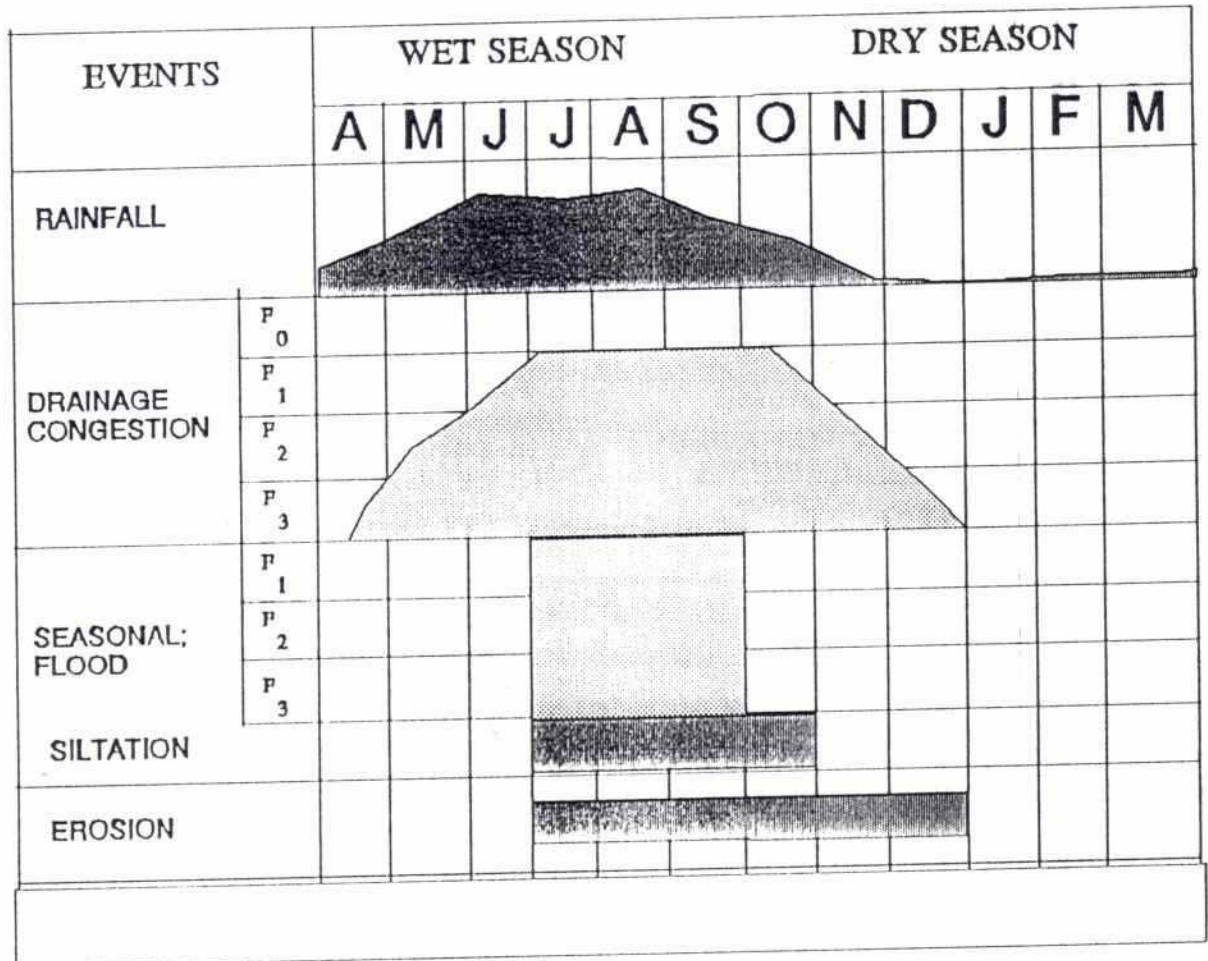 EVENTS
WET SEASON
DRY SEASON
A M J J A S O N D J F M
RAINFALL
DRAINAGE
CONGESTION
F0
F1
F2
F3
SEASONAL;
FLOOD
F1
F2
F3
SILTATION
EROSION